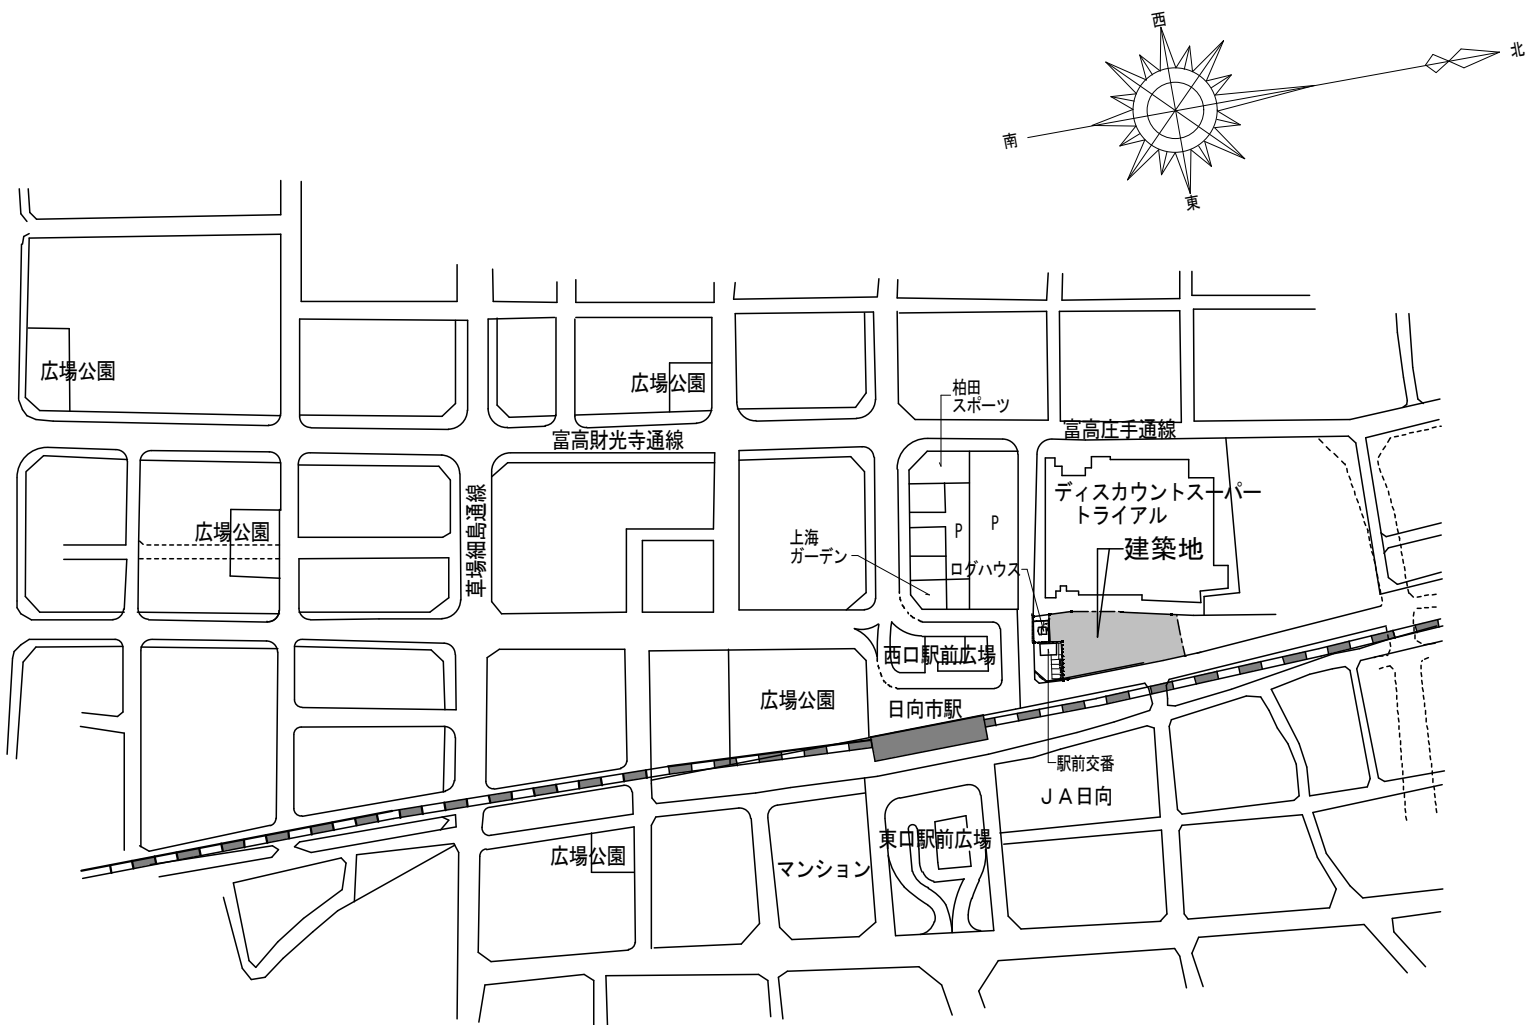 西
北
南
東
広場公園
広場公園
柏田
スポーツ
富高財光寺通線
富高庄手通線
草場細島通線
広場公園
ディスカウントスーパー
トライアル
P
P
上海
ガーデン
建築地
ログハウス
西口駅前広場
広場公園
日向市駅
駅前交番
JA日向
東口駅前広場
広場公園
マンション